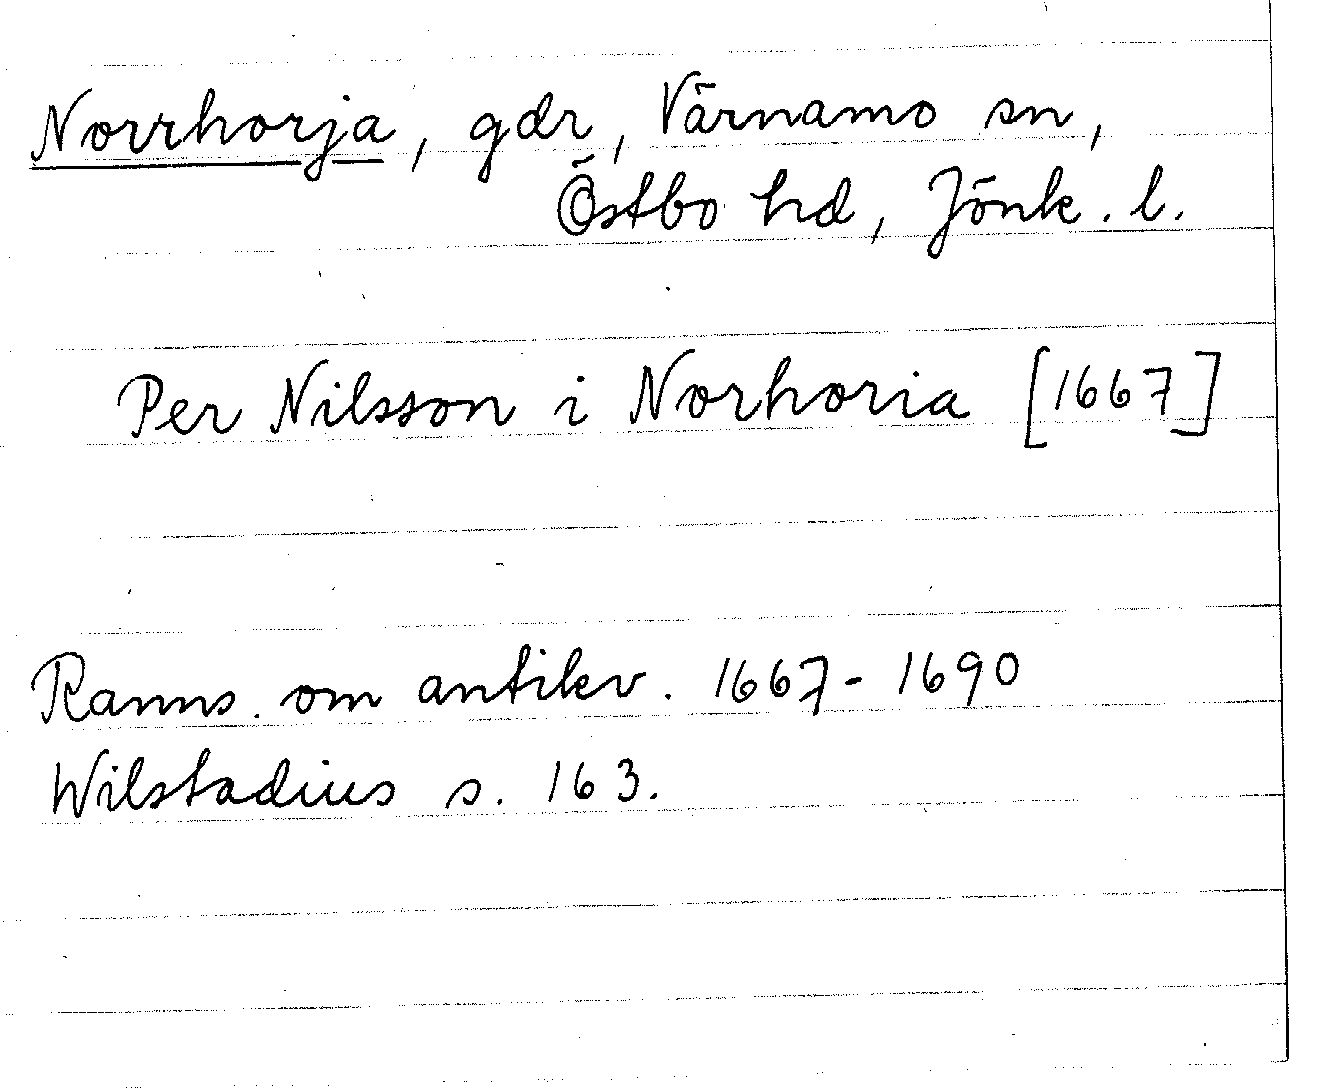 Norrhorja, gdr, Värnamo sn,
Östbo hd, Jönk. l.
Per Nilsson i Norhoria [1667]
Ranns. om antikv. 1667-1690
Wilstadius s. 163.